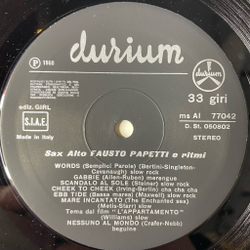 durium
℗ 1960
durium
33 giri
ediz. GIRL
ms AI 77042
S.I.A.E.
D. St. 060802
Made in Italy
STEREO
Sax Alto FAUSTO PAPETTI e ritmi
WORDS (Semplici Parole) (Bertini-Singleton-
Cavanaugh) slow rock
GABBIE (Allen-Ruben) merengue
SCANDALO AL SOLE (Steiner) slow rock
CHEEK TO CHEEK (Irving-Berlin) cha cha cha
EBB TIDE (Bassa marea) (Maxwell) slow rock
MARE INCANTATO (The Enchanted sea)
(Metis-Starr) slow
Tema dal film "L'APPARTAMENTO"
(Williams) slow
NESSUNO AL MONDO (Crafer-Nebb)
beguine